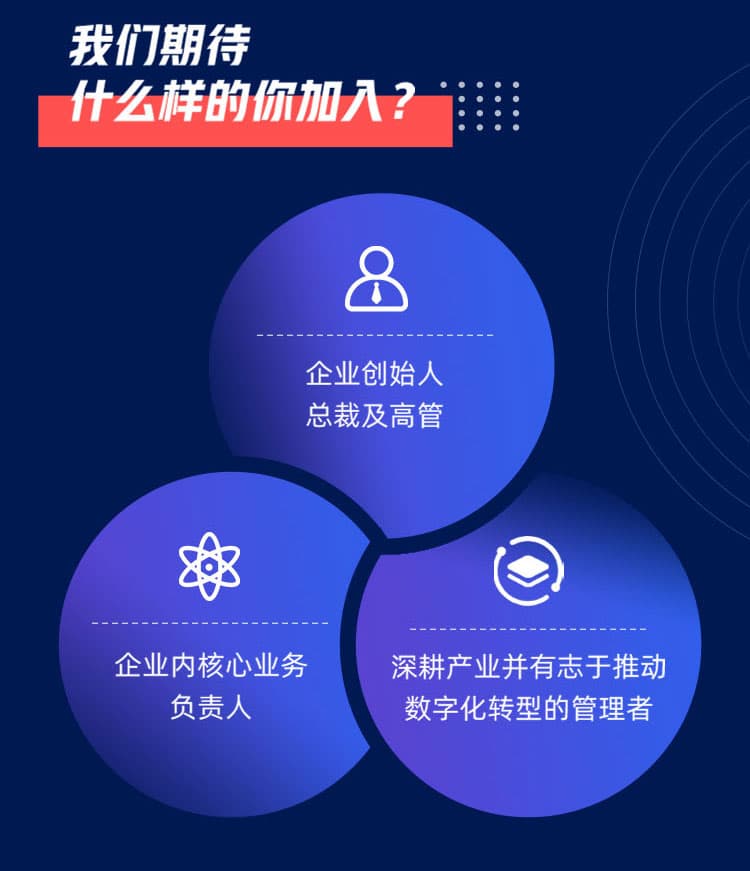 我们期待
什么样的你加入？
企业创始人
总裁及高管
企业内核心业务
负责人
深耕产业并有志于推动
数字化转型的管理者